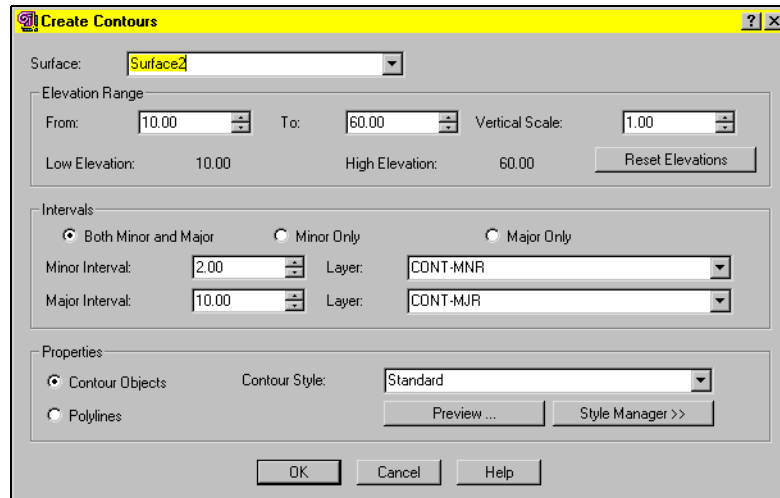 Create Contours
Surface: Surface2
Elevation Range
From: 10.00 To: 60.00 Vertical Scale: 1.00
Low Elevation: 10.00 High Elevation: 60.00 Reset Elevations
Intervals
Both Minor and Major Minor Only Major Only
Minor Interval: 2.00 Layer: CONT-MNR
Major Interval: 10.00 Layer: CONT-MJR
Properties
Contour Objects Contour Style: Standard
Polylines Preview ... Style Manager >>
OK Cancel Help